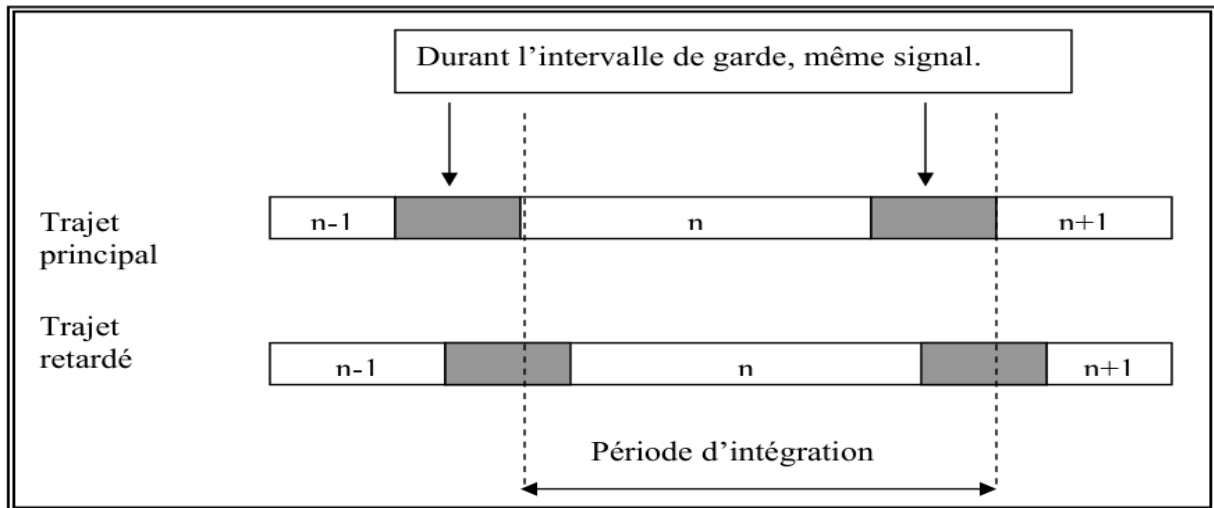 Durant l’intervalle de garde, même signal.
Trajet
principal
n-1
n
n+1
Trajet
retardé
n-1
n
n+1
Période d’intégration